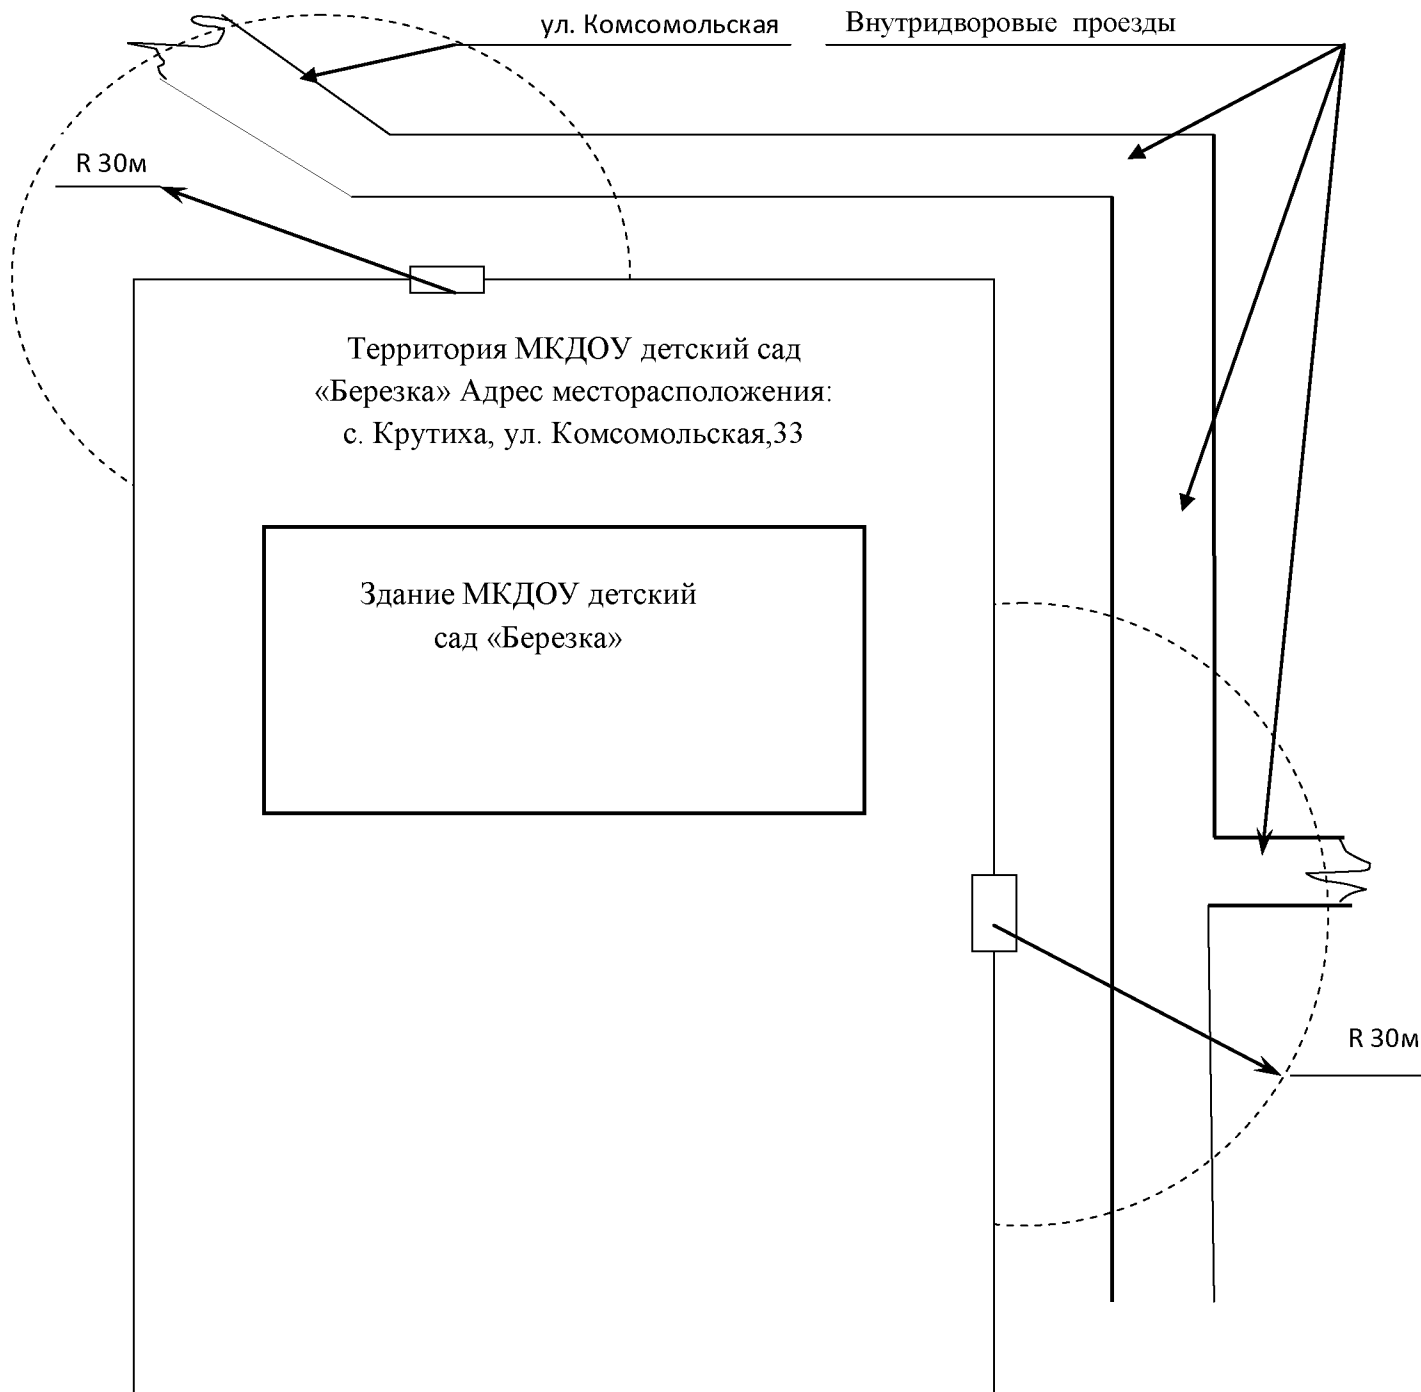 ул. Комсомольская
Внутридворовые проезды
R 30м
Территория МКДОУ детский сад
«Березка» Адрес месторасположения:
с. Крутиха, ул. Комсомольская,33
Здание МКДОУ детский
сад «Березка»
R 30м